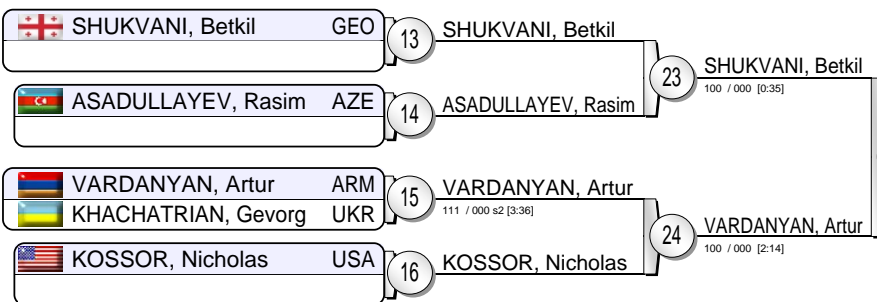 SHUKVANI, Betkil GEO
13
SHUKVANI, Betkil
ASADULLAYEV, Rasim AZE
14
ASADULLAYEV, Rasim
23
SHUKVANI, Betkil
100 / 000 [0:35]
VARDANYAN, Artur ARM
KHACHATRIAN, Gevorg UKR
15
VARDANYAN, Artur
111 / 000 s2 [3:36]
KOSSOR, Nicholas USA
16
KOSSOR, Nicholas
24
VARDANYAN, Artur
100 / 000 [2:14]